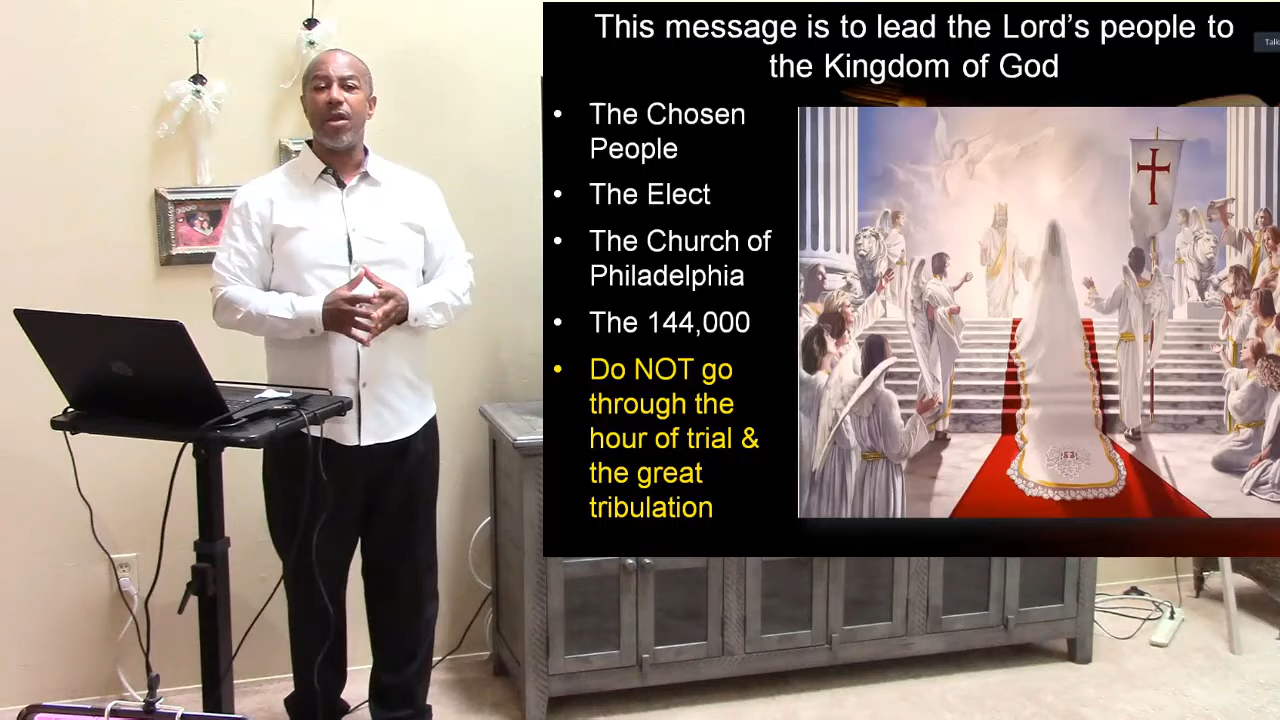 This message is to lead the Lord's people to
the Kingdom of God
• The Chosen
People
• The Elect
• The Church of
Philadelphia
• The 144,000
• Do NOT go
through the
hour of trial &
the great
tribulation